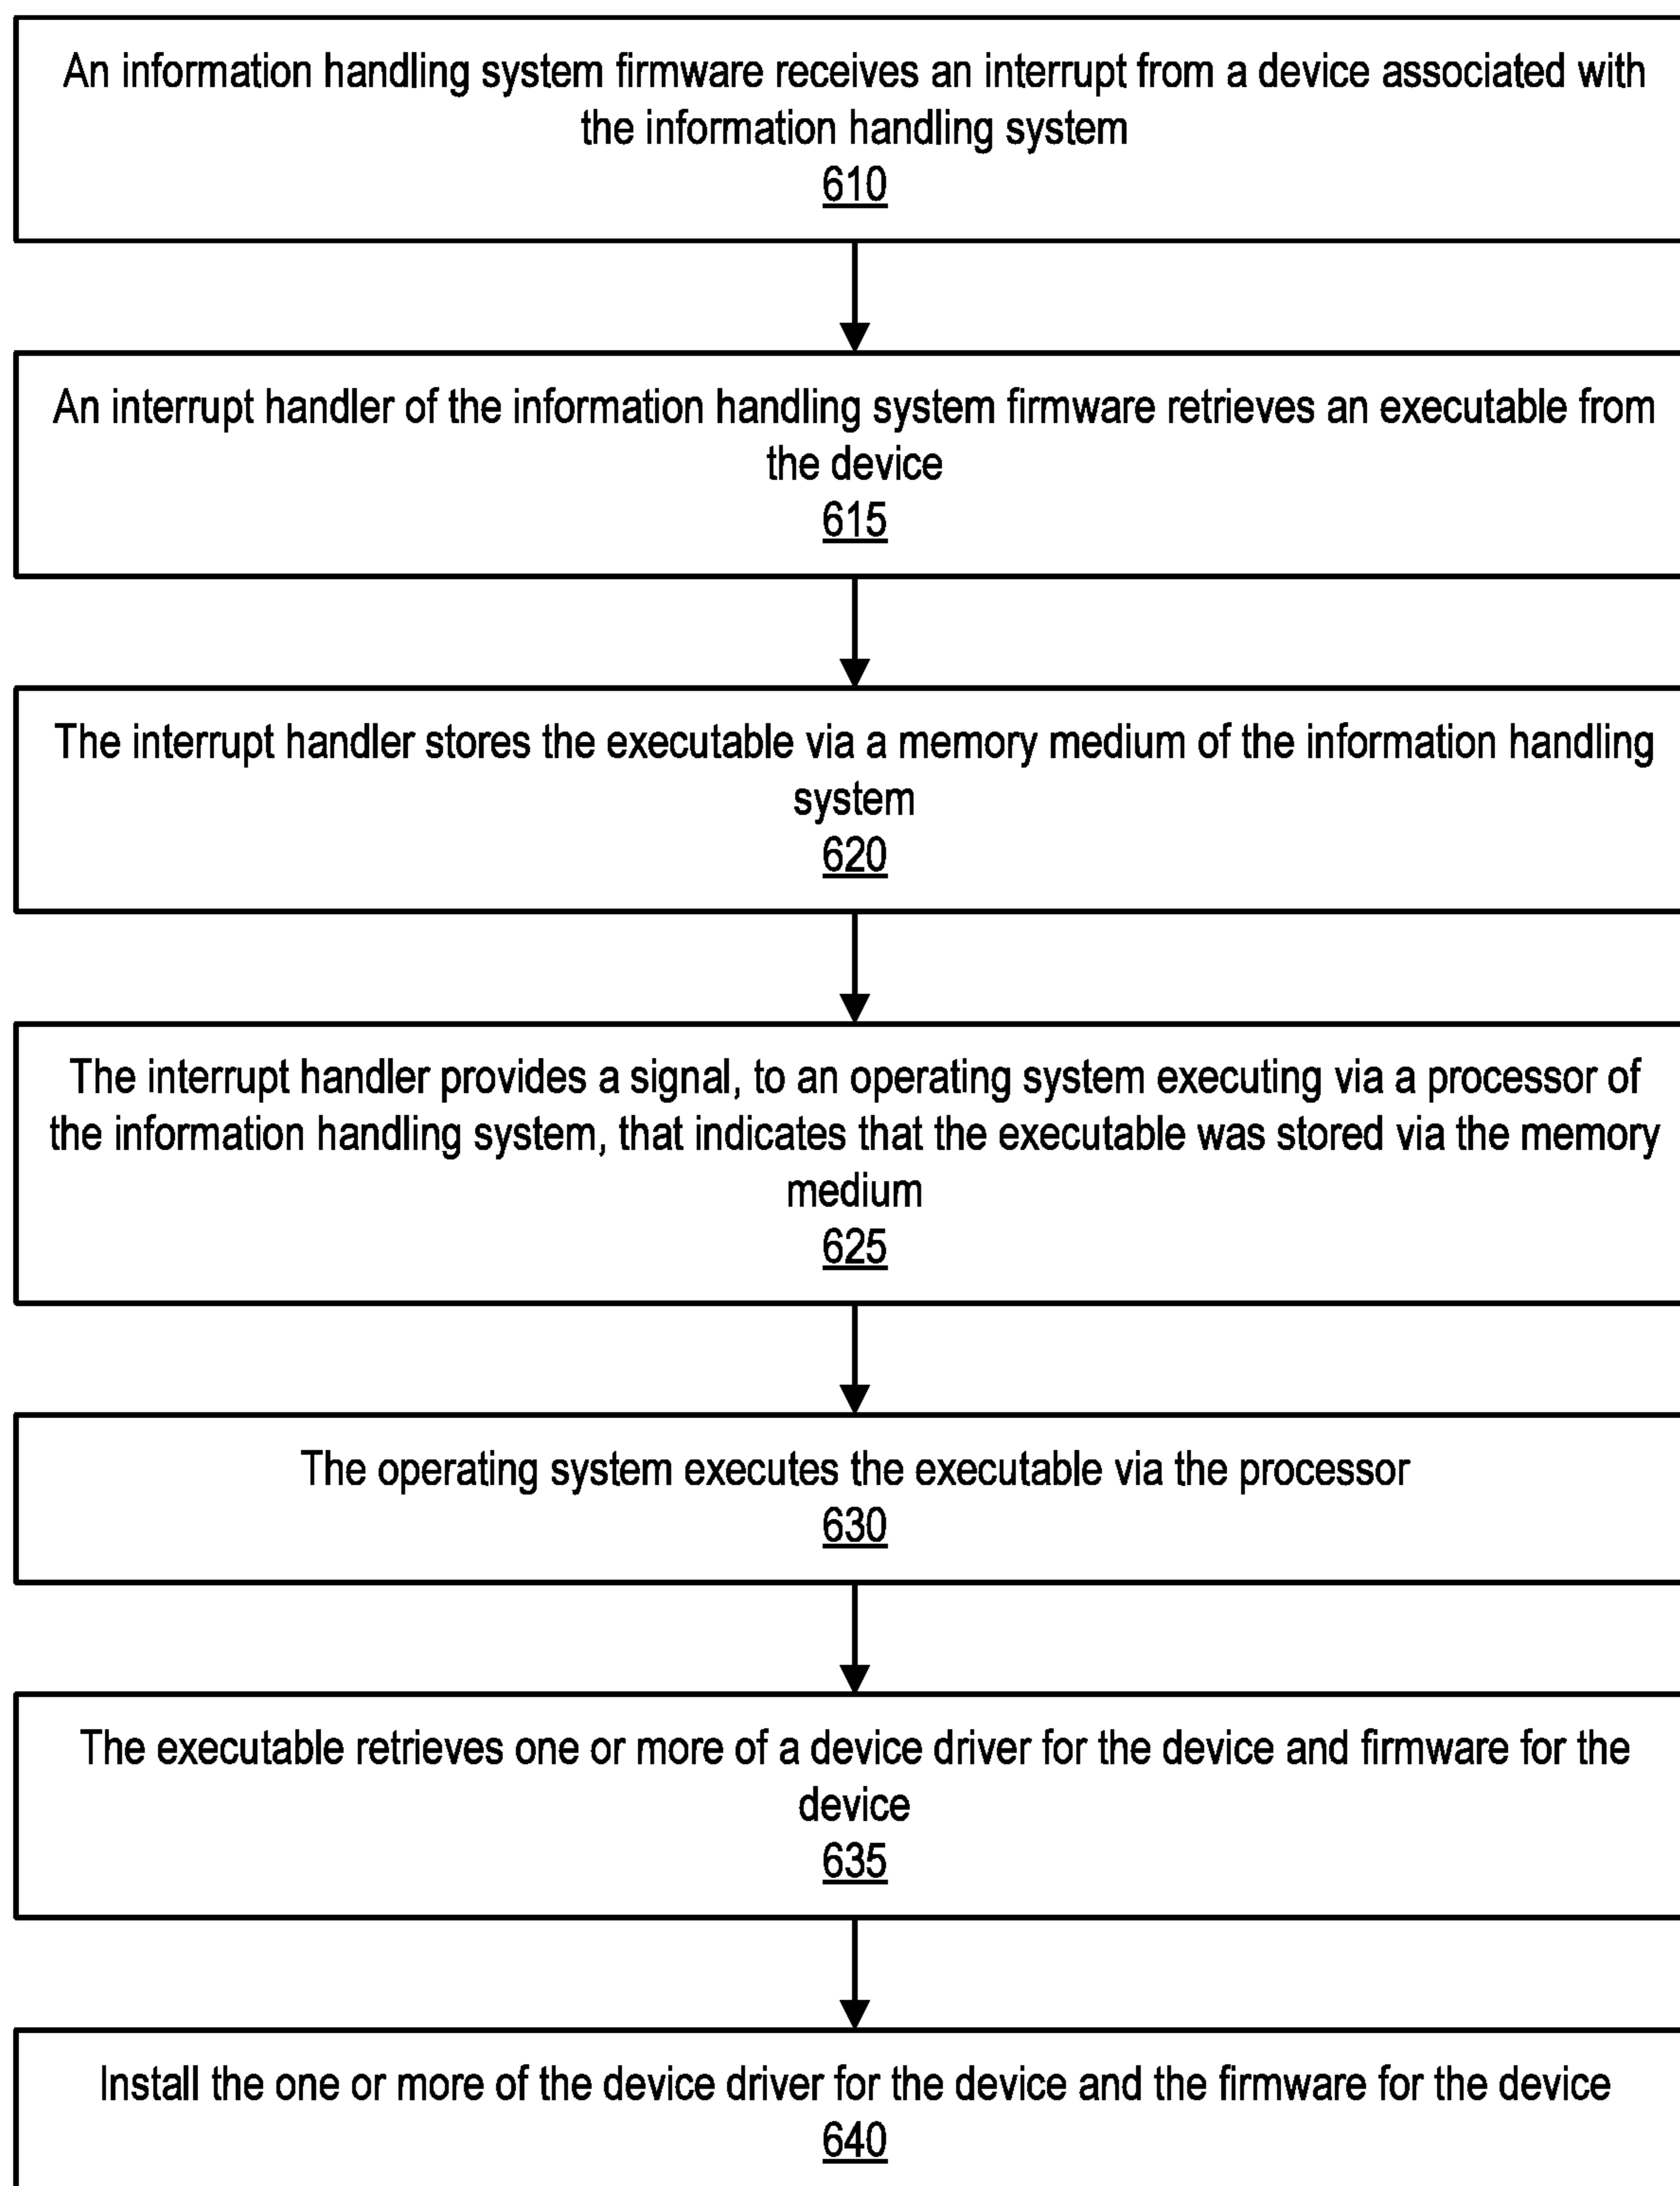 An information handling system firmware receives an interrupt from a device associated with
the information handling system
610
An interrupt handler of the information handling system firmware retrieves an executable from
the device
615
The interrupt handler stores the executable via a memory medium of the information handling
system
620
The interrupt handler provides a signal, to an operating system executing via a processor of
the information handling system, that indicates that the executable was stored via the memory
medium
625
The operating system executes the executable via the processor
630
The executable retrieves one or more of a device driver for the device and firmware for the
device
635
Install the one or more of the device driver for the device and the firmware for the device
640